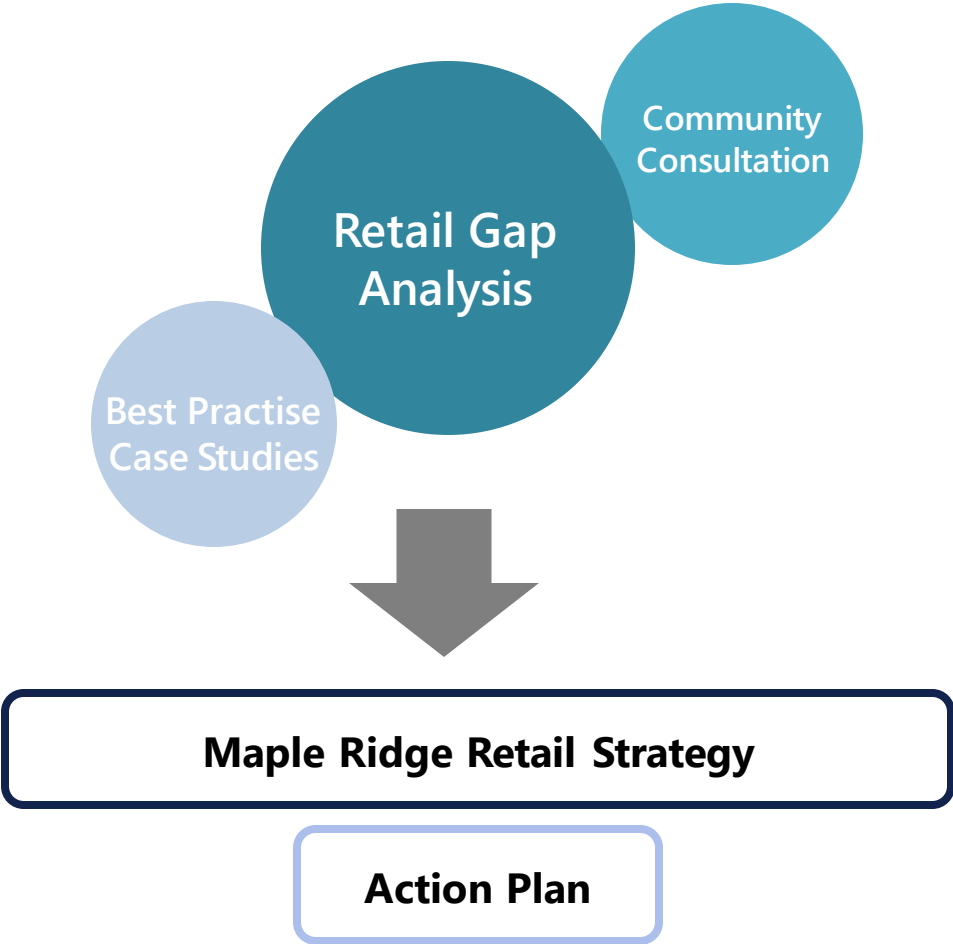 Community
Consultation
Retail Gap
Analysis
Best Practise
Case Studies
Maple Ridge Retail Strategy
Action Plan